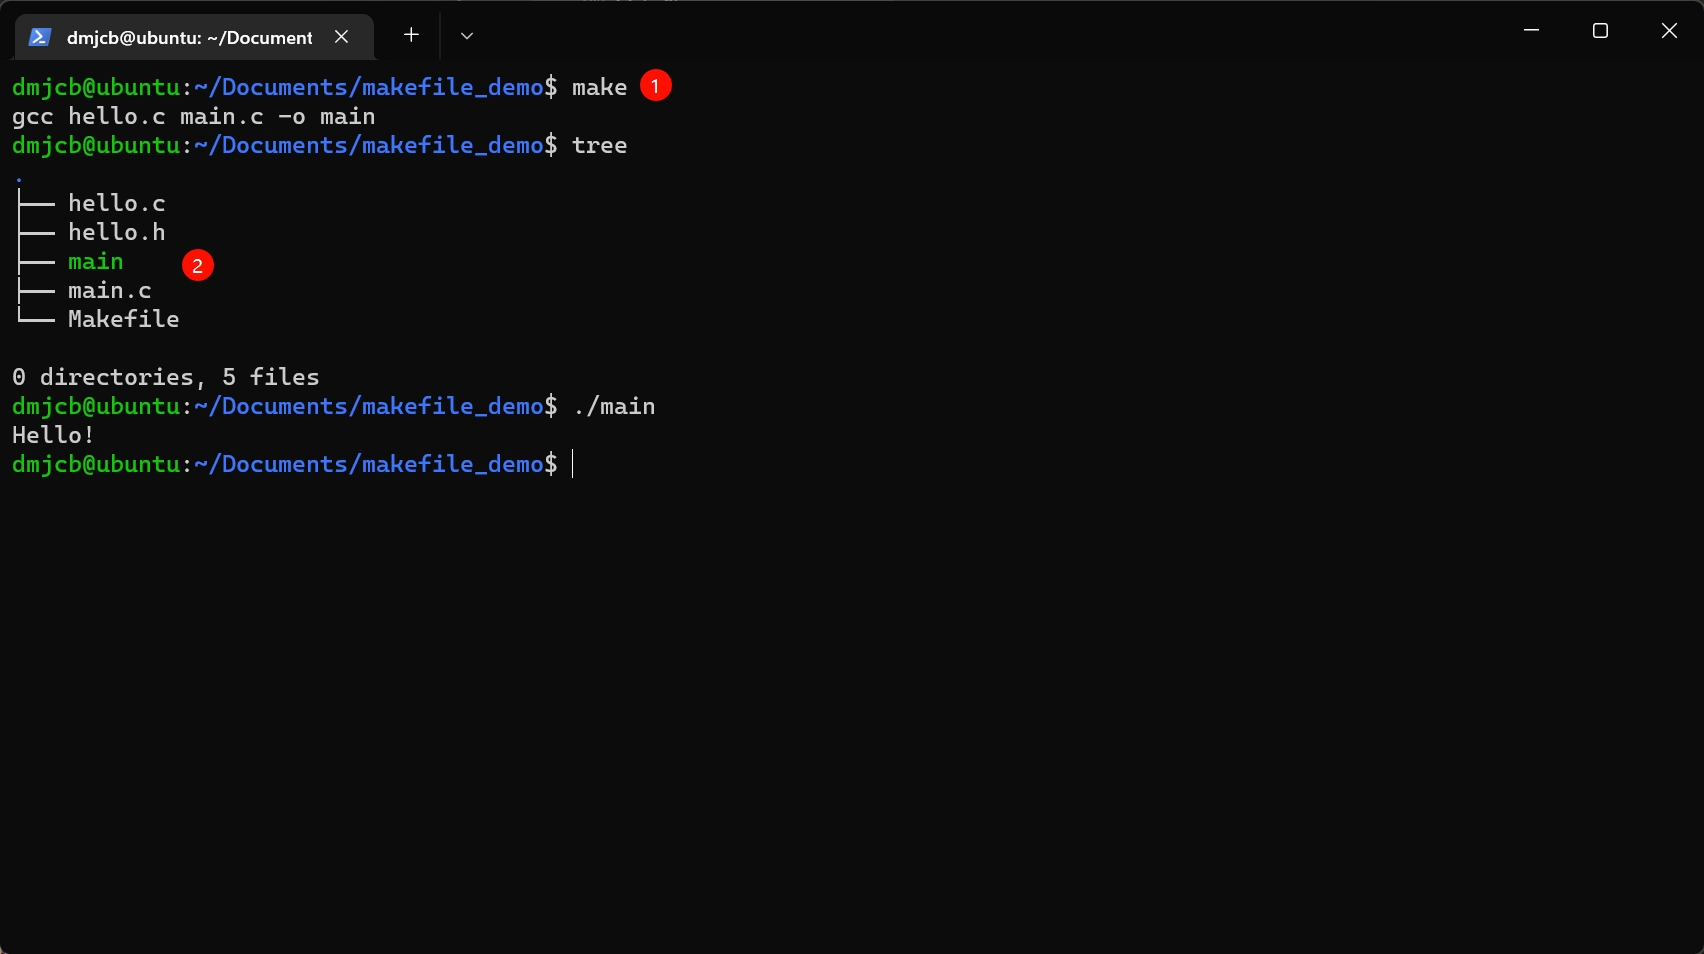 dmjcb@ubuntu: ~/Document
dmjcb@ubuntu:~/Documents/makefile_demo$ make 1
gcc hello.c main.c -o main
dmjcb@ubuntu:~/Documents/makefile_demo$ tree
.
├── hello.c
├── hello.h
├── main 2
├── main.c
└── Makefile
0 directories, 5 files
dmjcb@ubuntu:~/Documents/makefile_demo$ ./main
Hello!
dmjcb@ubuntu:~/Documents/makefile_demo$